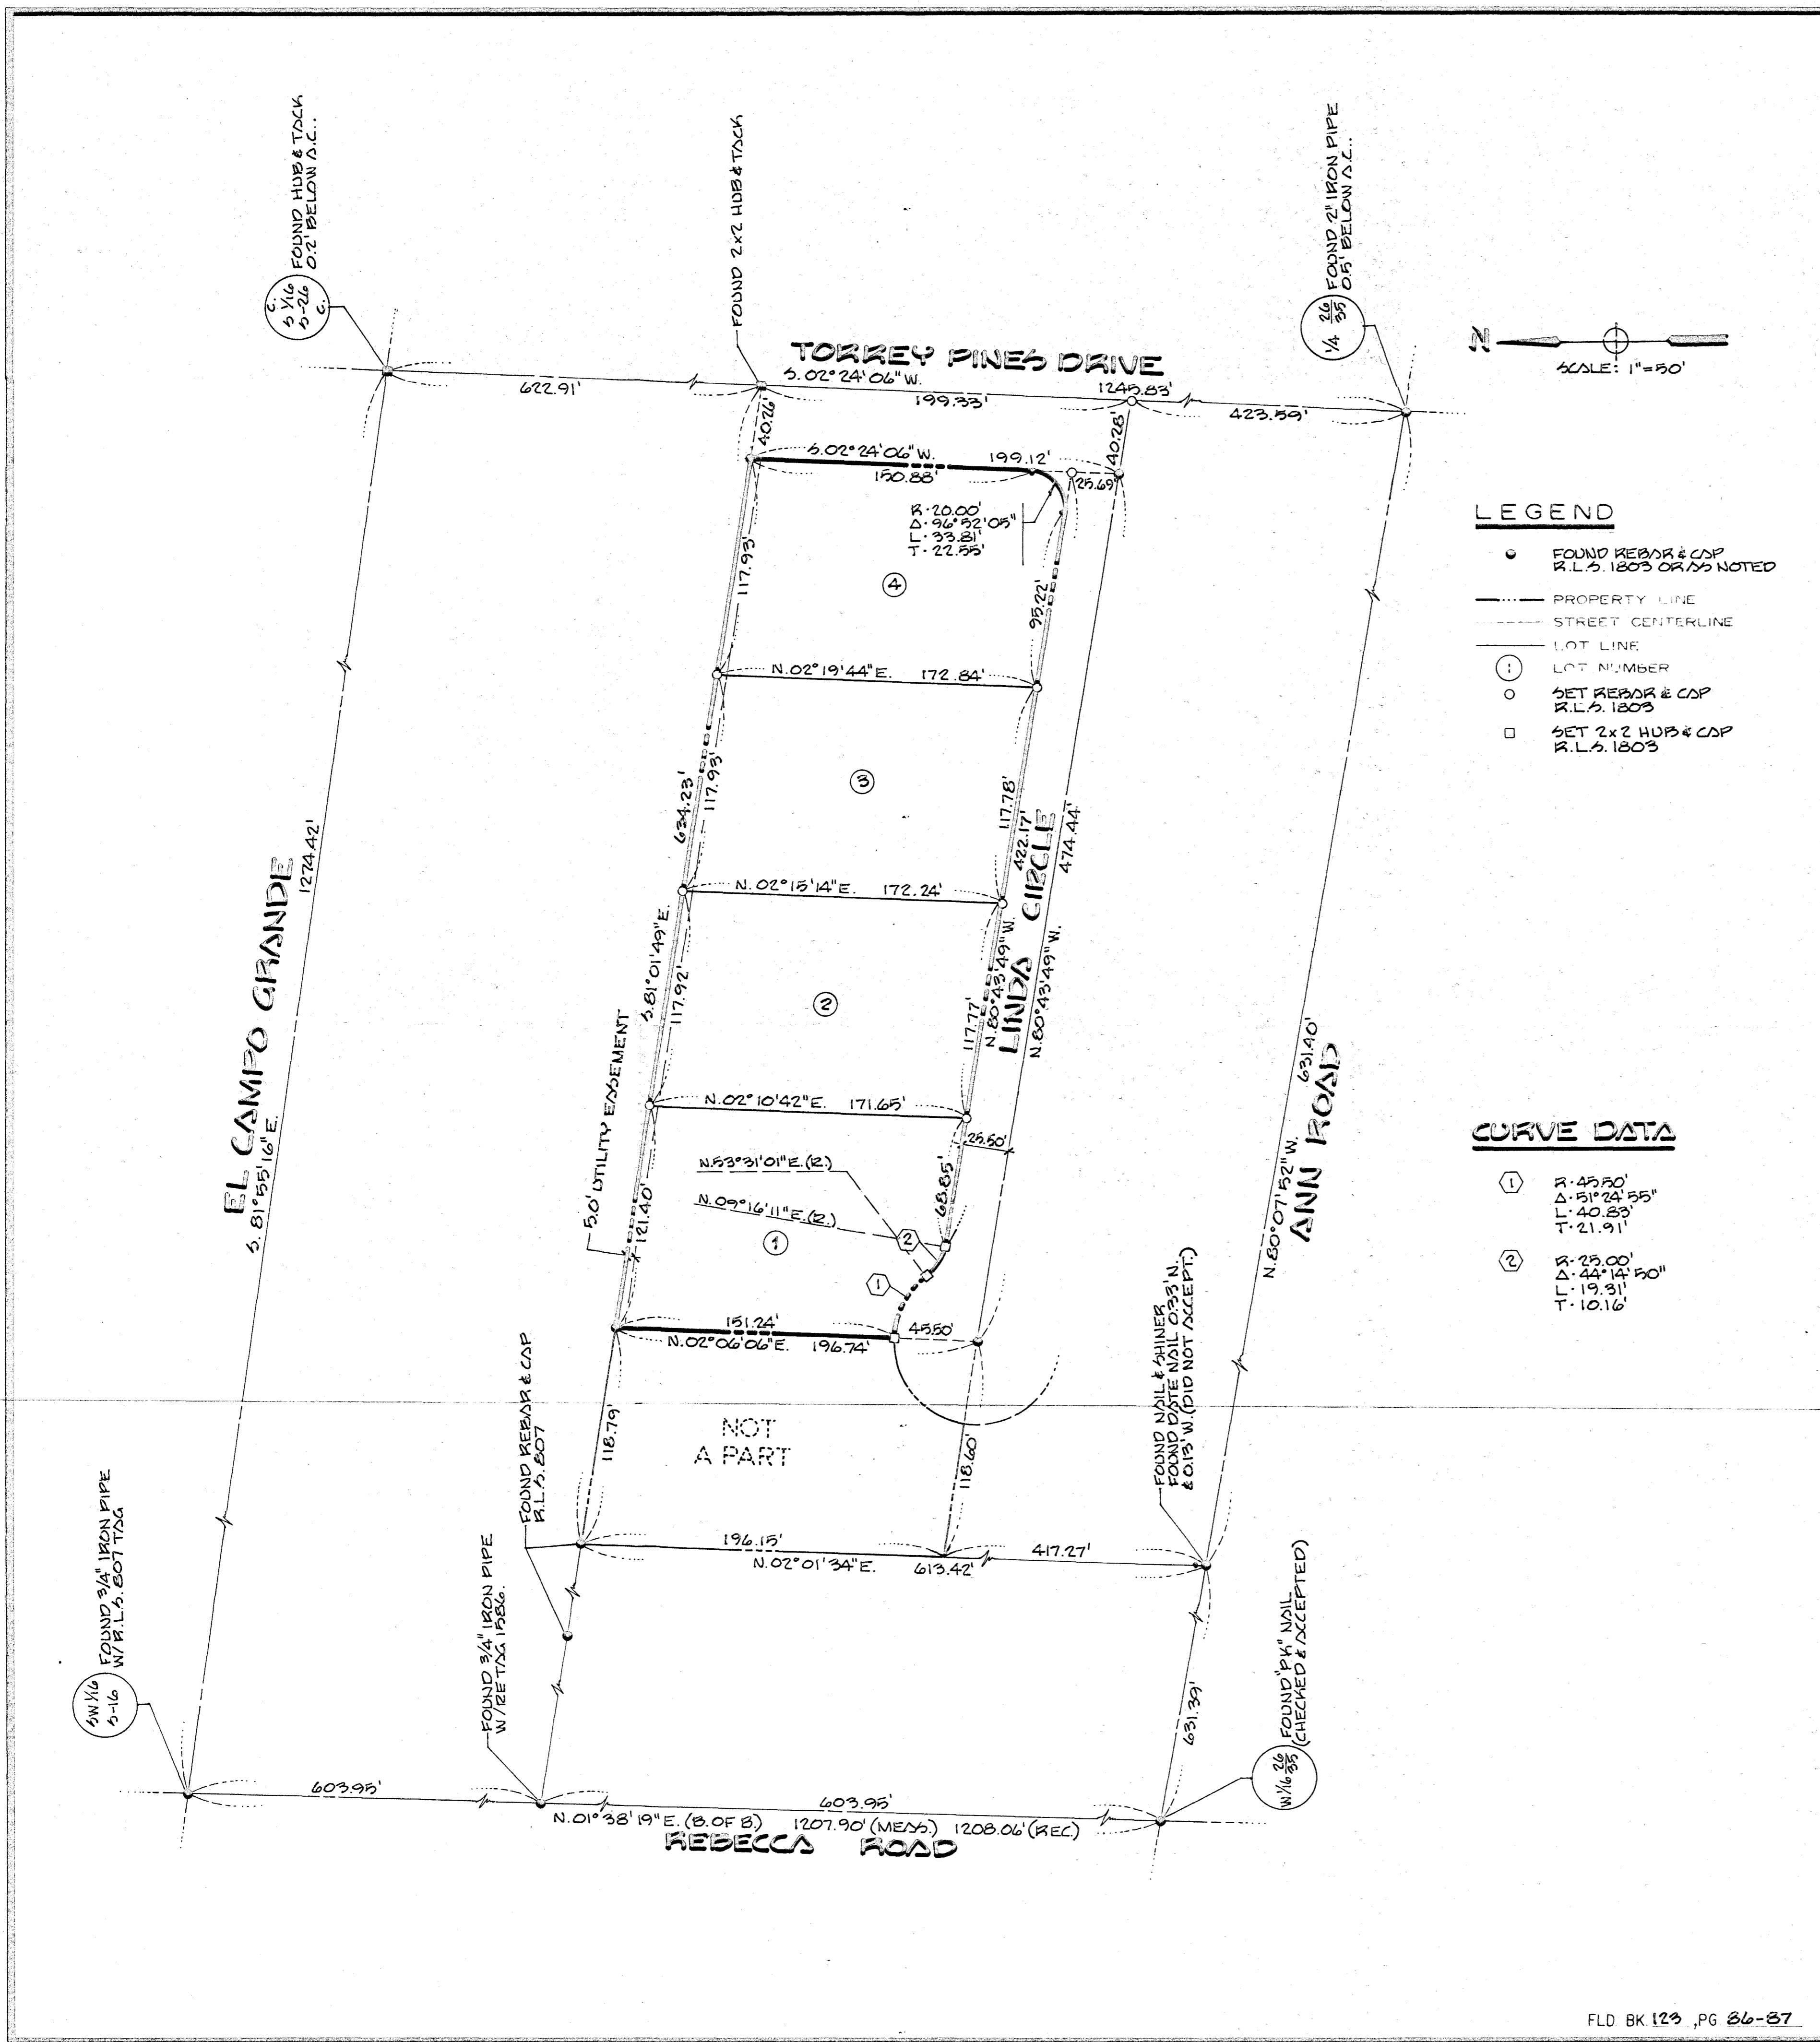 FOUND HUB & TACK
0.2' BELOW A.C..
C.
S 1/16
S-26
C.
FOUND 2x2 HUB & TACK
FOUND 2" IRON PIPE
0.5' BELOW A.C..
1/4 26/35
TORREY PINES DRIVE
S.02°24'06"W.
1245.83'
622.91'
199.33'
423.59'
N
SCALE: 1"=50'
40.26'
40.28'
S.02°24'06"W. 199.12'
150.88'
25.69'
R·20.00'
Δ·96°52'05"
L·33.81'
T·22.55'
LEGEND
FOUND REBAR & CAP
R.L.S. 1803 OR AS NOTED
PROPERTY LINE
STREET CENTERLINE
LOT LINE
1
LOT NUMBER
SET REBAR & CAP
R.L.S. 1803
SET 2x2 HUB & CAP
R.L.S. 1803
117.93'
4
95.22'
N.02°19'44"E. 172.84'
634.23'
117.93'
3
117.78'
422.17'
474.44'
N.02°15'14"E. 172.24'
S.81°01'49"E.
117.92'
2
117.77'
N.80°43'49"W.
LINDA CIRCLE
N.80°43'49"W.
EL CAMPO GRANDE
1274.42'
S.81°55'16"E.
5.0' UTILITY EASEMENT
N.02°10'42"E. 171.65'
25.50'
N.53°31'01"E.(R.)
N.09°16'11"E.(R.)
68.85'
121.40'
1
2
1
631.40'
N.80°07'52"W.
ANN ROAD
CURVE DATA
1
R·45.50'
Δ·51°24'55"
L·40.83'
T·21.91'
2
R·25.00'
Δ·44°14'50"
L·19.31'
T·10.16'
151.24'
45.50'
N.02°06'06"E. 196.74'
FOUND REBAR & CAP
R.L.S. 807
118.79'
NOT
A PART
118.60'
FOUND NAIL & SHINER
FOUND DATE NAIL 0.33' N.
& 0.13' W.(DID NOT ACCEPT.)
196.15'
417.27'
N.02°01'34"E. 613.42'
FOUND 3/4" IRON PIPE
W/R.L.S. 807 TAG
SW 1/16
S-16
FOUND 3/4" IRON PIPE
W/RE TAG 1586.
631.39'
FOUND "PK" NAIL
(CHECKED & ACCEPTED)
W 1/16 26/35
603.95'
603.95'
N.01°38'19"E. (B.OF B.) 1207.90' (MEAS.) 1208.06' (REC.)
REBECCA ROAD
FLD. BK. 123 ,PG. 86-87